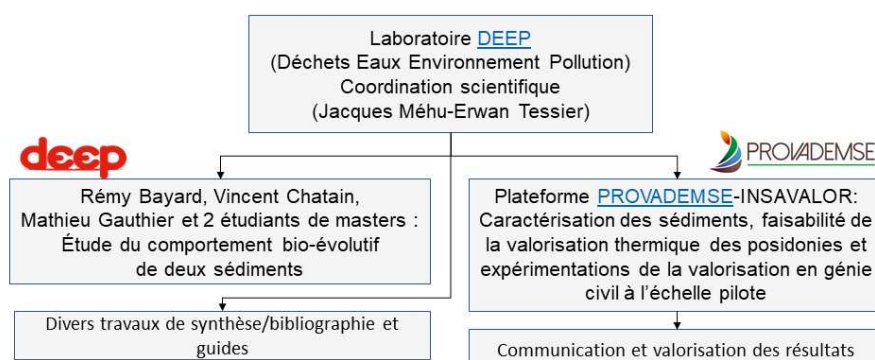 Laboratoire DEEP
(Déchets Eaux Environnement Pollution)
Coordination scientifique
(Jacques Méhu-Erwan Tessier)
deep
PROVADEMSE
Rémy Bayard, Vincent Chatain,
Mathieu Gauthier et 2 étudiants de masters :
Étude du comportement bio-évolutif
de deux sédiments
Plateforme PROVADEMSE-INSAVALOR:
Caractérisation des sédiments, faisabilité de
la valorisation thermique des posidonies et
expérimentations de la valorisation en génie
civil à l’échelle pilote
Divers travaux de synthèse/bibliographie et
guides
Communication et valorisation des résultats